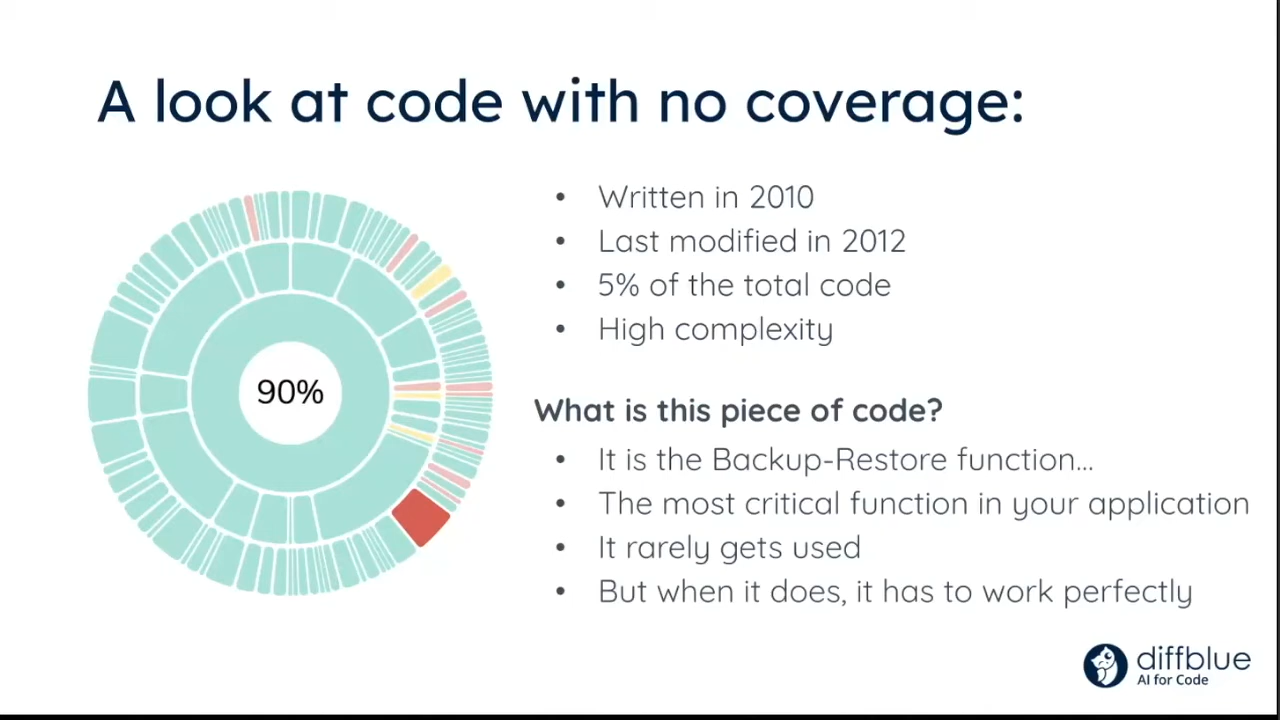 A look at code with no coverage:
90%
• Written in 2010
• Last modified in 2012
• 5% of the total code
• High complexity
What is this piece of code?
• It is the Backup-Restore function...
• The most critical function in your application
• It rarely gets used
• But when it does, it has to work perfectly
diffblue
AI for Code